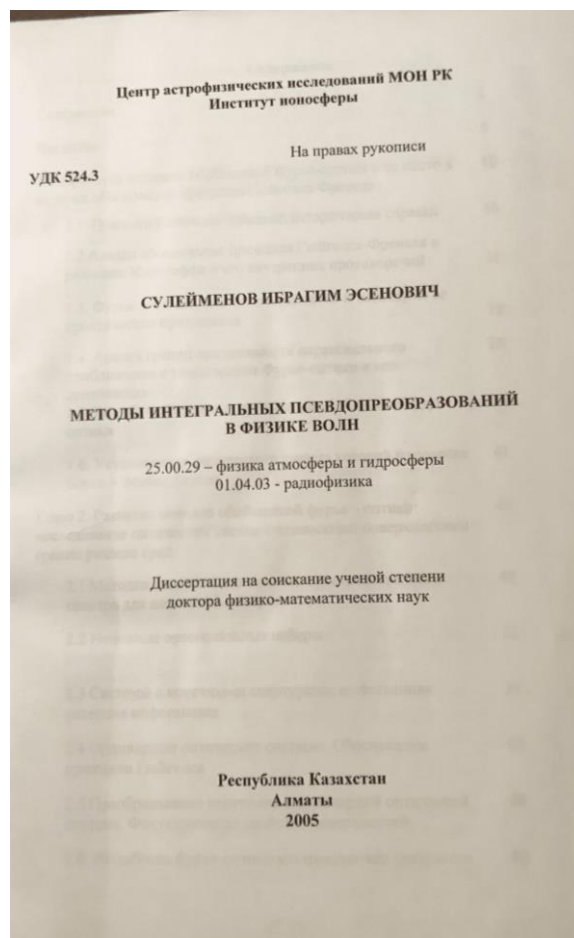 Центр астрофизических исследований МОН РК
Институт ионосферы
На правах рукописи
УДК 524.3
СУЛЕЙМЕНОВ ИБРАГИМ ЭСЕНОВИЧ
МЕТОДЫ ИНТЕГРАЛЬНЫХ ПСЕВДОПРЕОБРАЗОВАНИЙ
В ФИЗИКЕ ВОЛН
25.00.29 – физика атмосферы и гидросферы
01.04.03 - радиофизика
Диссертация на соискание ученой степени
доктора физико-математических наук
Республика Казахстан
Алматы
2005